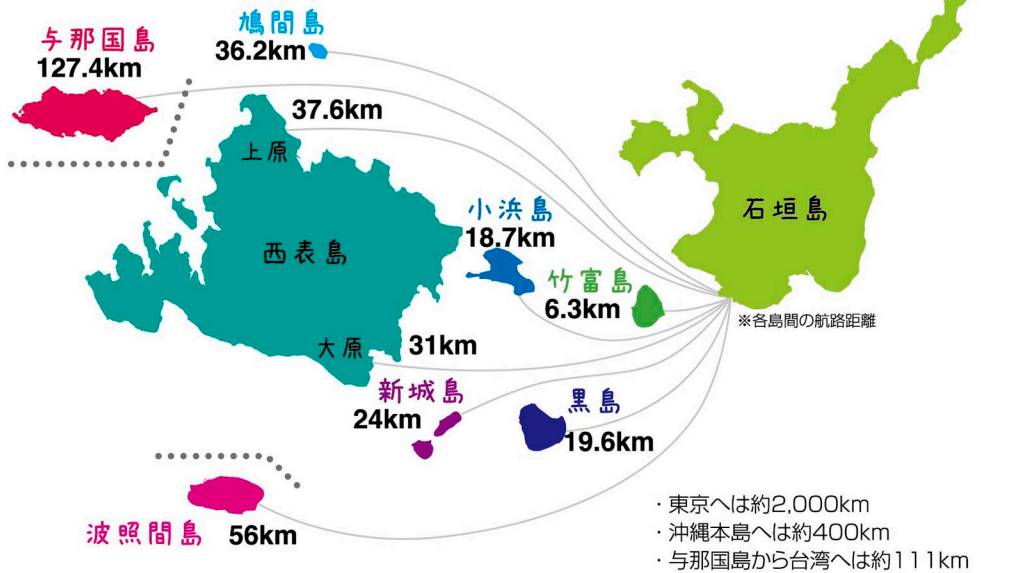 与那国島
127.4km
鳩間島
36.2km
37.6km
上原
西表島
大原
31km
小浜島
18.7km
竹富島
6.3km
石垣島
※各島間の航路距離
新城島
24km
黒島
19.6km
波照間島
56km
・東京へは約2,000km
・沖縄本島へは約400km
・与那国島から台湾へは約111km